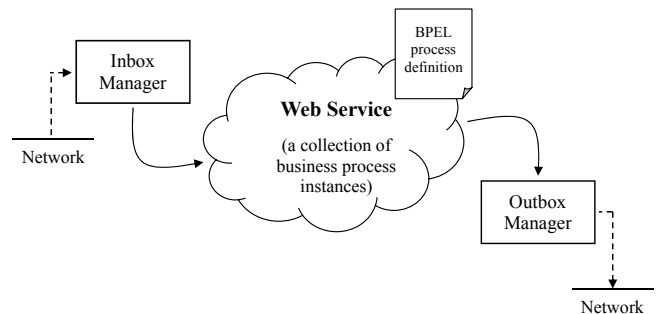 BPEL
process
definition
Inbox
Manager
Web Service
(a collection of
business process
instances)
Network
Outbox
Manager
Network